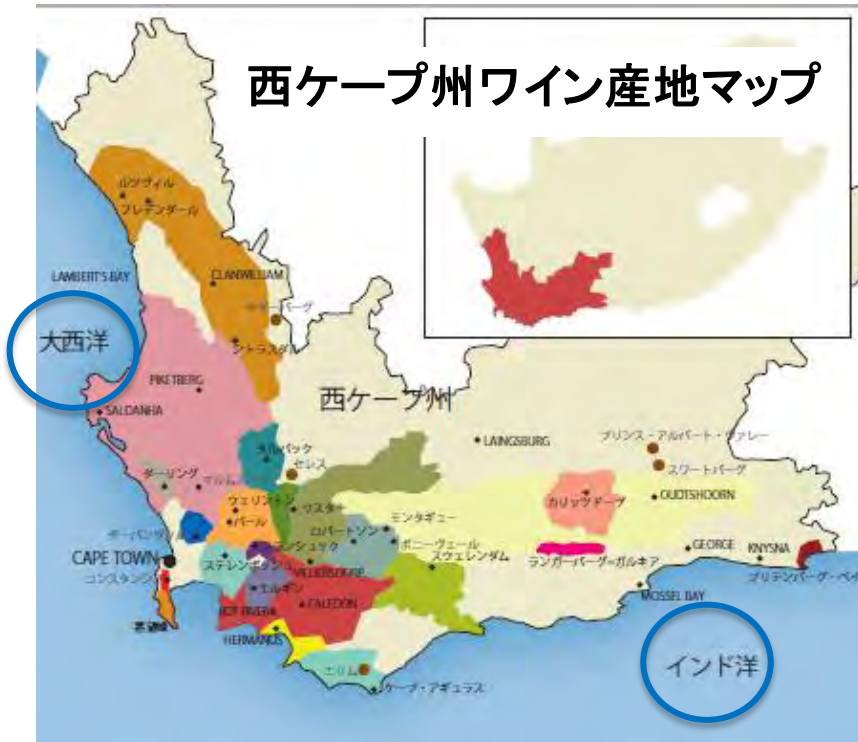 西ケープ州ワイン産地マップ
ルツヴィル
フレデンダール
LAMBERT'S BAY
CLANWILLIAM
大西洋
シトラスダル
PIKETBERG
西ケープ州
SALDANHA
LAINGSBURG
プリンス・アルバート・ヴァレー
タルバック
セレス
スワートバーグ
ダーリング
カリッツドープ
OUDTSHOORN
ウェリントン
パール
モンタギュー
ロバートソン
ボニーヴェール
スウェレンダム
CAPE TOWN
ステレンボッシュ
VILLIERSDORP
ランガーバーグ=ガルキア
GEORGE
KNYSNA
エルギン
CALEDON
MOSSEL BAY
HERMANUS
インド洋
エリム
ケープ・アギュラス